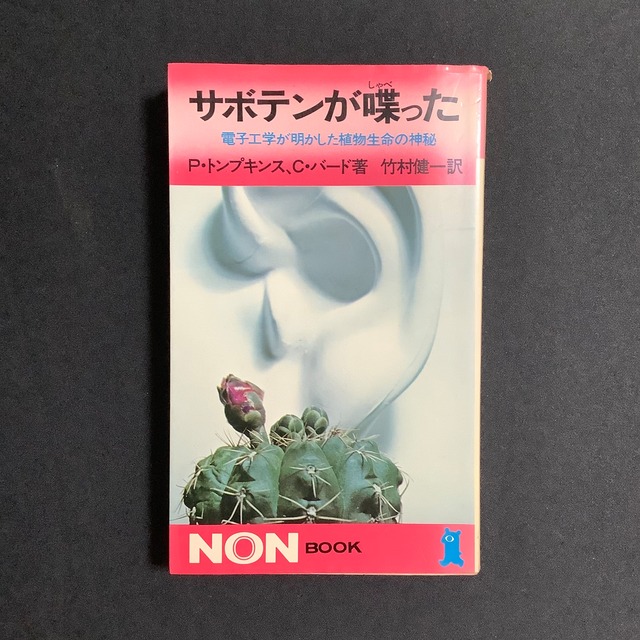 サボテンが喋った
しゃべ
電子工学が明かした植物生命の神秘
P・トンプキンス、C・バード著 竹村健一訳
NON BOOK